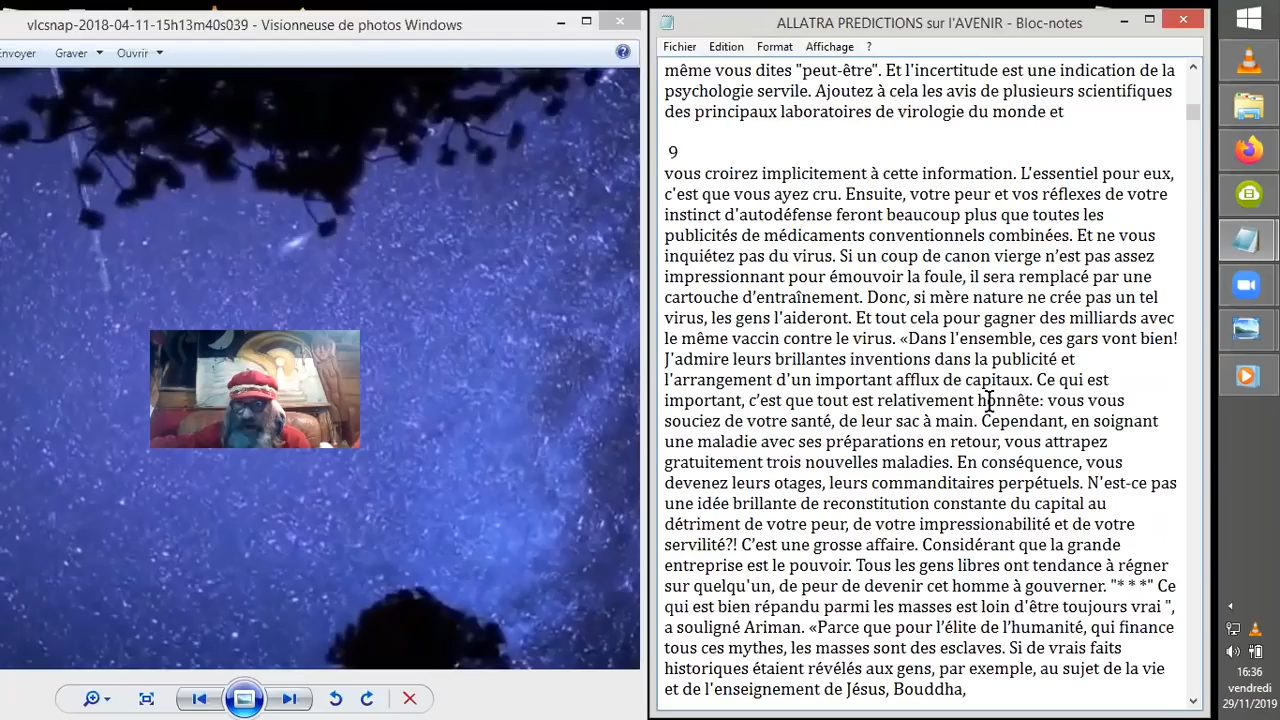 vlcsnap-2018-04-11-15h13m40s039 - Visionneuse de photos Windows
Envoyer Graver Ouvrir
ALLATRA PREDICTIONS sur l'AVENIR - Bloc-notes
Fichier Edition Format Affichage ?
même vous dites "peut-être". Et l'incertitude est une indication de la
psychologie servile. Ajoutez à cela les avis de plusieurs scientifiques
des principaux laboratoires de virologie du monde et
9
vous croirez implicitement à cette information. L'essentiel pour eux,
c'est que vous ayez cru. Ensuite, votre peur et vos réflexes de votre
instinct d'autodéfense feront beaucoup plus que toutes les
publicités de médicaments conventionnels combinées. Et ne vous
inquiétez pas du virus. Si un coup de canon vierge n’est pas assez
impressionnant pour émouvoir la foule, il sera remplacé par une
cartouche d’entraînement. Donc, si mère nature ne crée pas un tel
virus, les gens l'aideront. Et tout cela pour gagner des milliards avec
le même vaccin contre le virus. «Dans l'ensemble, ces gars vont bien!
J'admire leurs brillantes inventions dans la publicité et
l'arrangement d'un important afflux de capitaux. Ce qui est
important, c’est que tout est relativement honnête: vous vous
souciez de votre santé, de leur sac à main. Cependant, en soignant
une maladie avec ses préparations en retour, vous attrapez
gratuitement trois nouvelles maladies. En conséquence, vous
devenez leurs otages, leurs commanditaires perpétuels. N'est-ce pas
une idée brillante de reconstitution constante du capital au
détriment de votre peur, de votre impressionabilité et de votre
servilité?! C’est une grosse affaire. Considérant que la grande
entreprise est le pouvoir. Tous les gens libres ont tendance à régner
sur quelqu'un, de peur de devenir cet homme à gouverner. "* * *" Ce
qui est bien répandu parmi les masses est loin d'être toujours vrai ",
a souligné Ariman. «Parce que pour l’élite de l’humanité, qui finance
tous ces mythes, les masses sont des esclaves. Si de vrais faits
historiques étaient révélés aux gens, par exemple, au sujet de la vie
et de l'enseignement de Jésus, Bouddha,
16:36
vendredi
29/11/2019